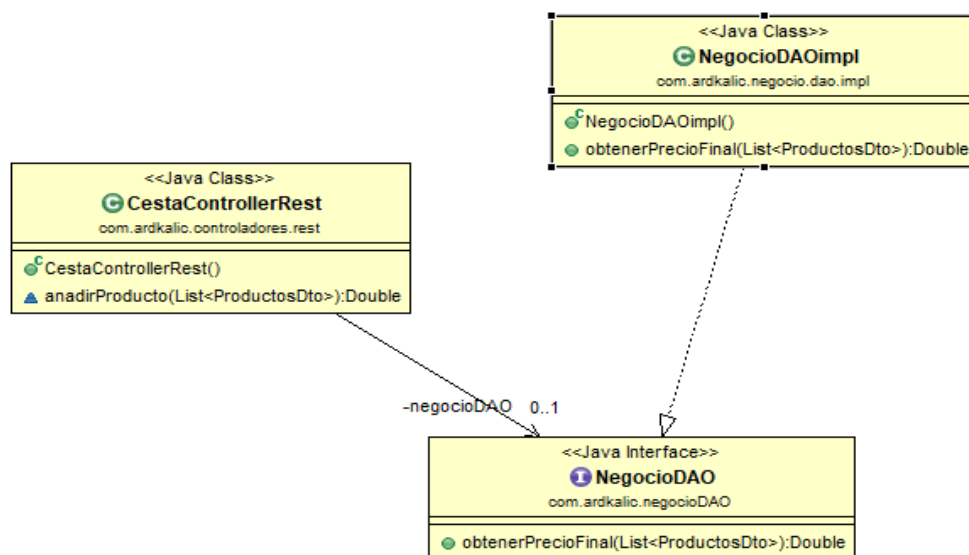 <<Java Class>>
NegocioDAOimpl
com.ardkalic.negocio.dao.impl
NegocioDAOimpl()
obtenerPrecioFinal(List<ProductosDto>):Double
<<Java Class>>
CestaControllerRest
com.ardkalic.controladores.rest
CestaControllerRest()
anadirProducto(List<ProductosDto>):Double
-negocioDAO 0..1
<<Java Interface>>
NegocioDAO
com.ardkalic.negocioDAO
obtenerPrecioFinal(List<ProductosDto>):Double